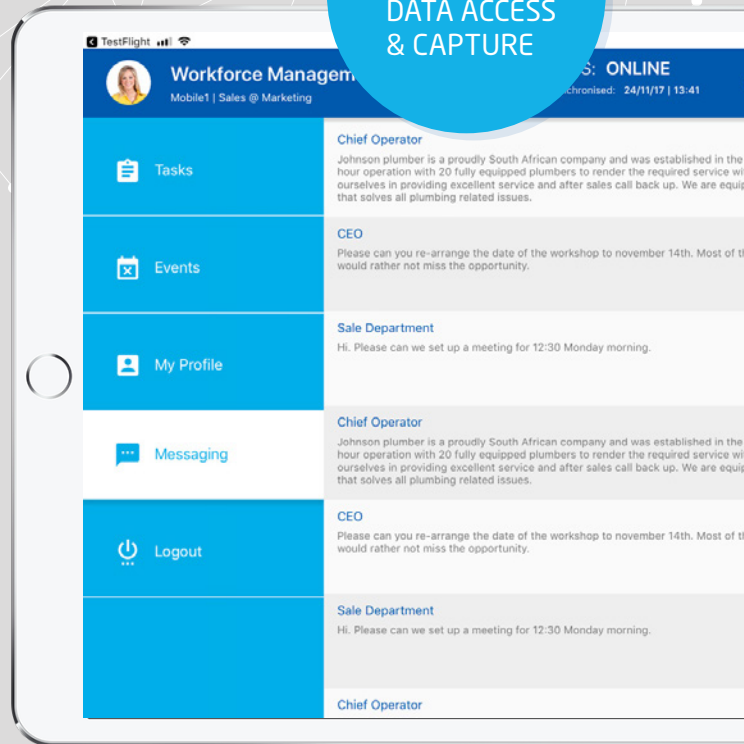 DATA ACCESS
& CAPTURE
TestFlight
Workforce Managem
S: ONLINE
Mobile1 | Sales @ Marketing
chronised: 24/11/17 | 13:41
Tasks
Events
My Profile
Messaging
Logout
Chief Operator
Johnson plumber is a proudly South African company and was established in the
hour operation with 20 fully equipped plumbers to render the required service wi
ourselves in providing excellent service and after sales call back up. We are equip
that solves all plumbing related issues.
CEO
Please can you re-arrange the date of the workshop to november 14th. Most of th
would rather not miss the opportunity.
Sale Department
Hi. Please can we set up a meeting for 12:30 Monday morning.
Chief Operator
Johnson plumber is a proudly South African company and was established in the
hour operation with 20 fully equipped plumbers to render the required service wi
ourselves in providing excellent service and after sales call back up. We are equip
that solves all plumbing related issues.
CEO
Please can you re-arrange the date of the workshop to november 14th. Most of th
would rather not miss the opportunity.
Sale Department
Hi. Please can we set up a meeting for 12:30 Monday morning.
Chief Operator